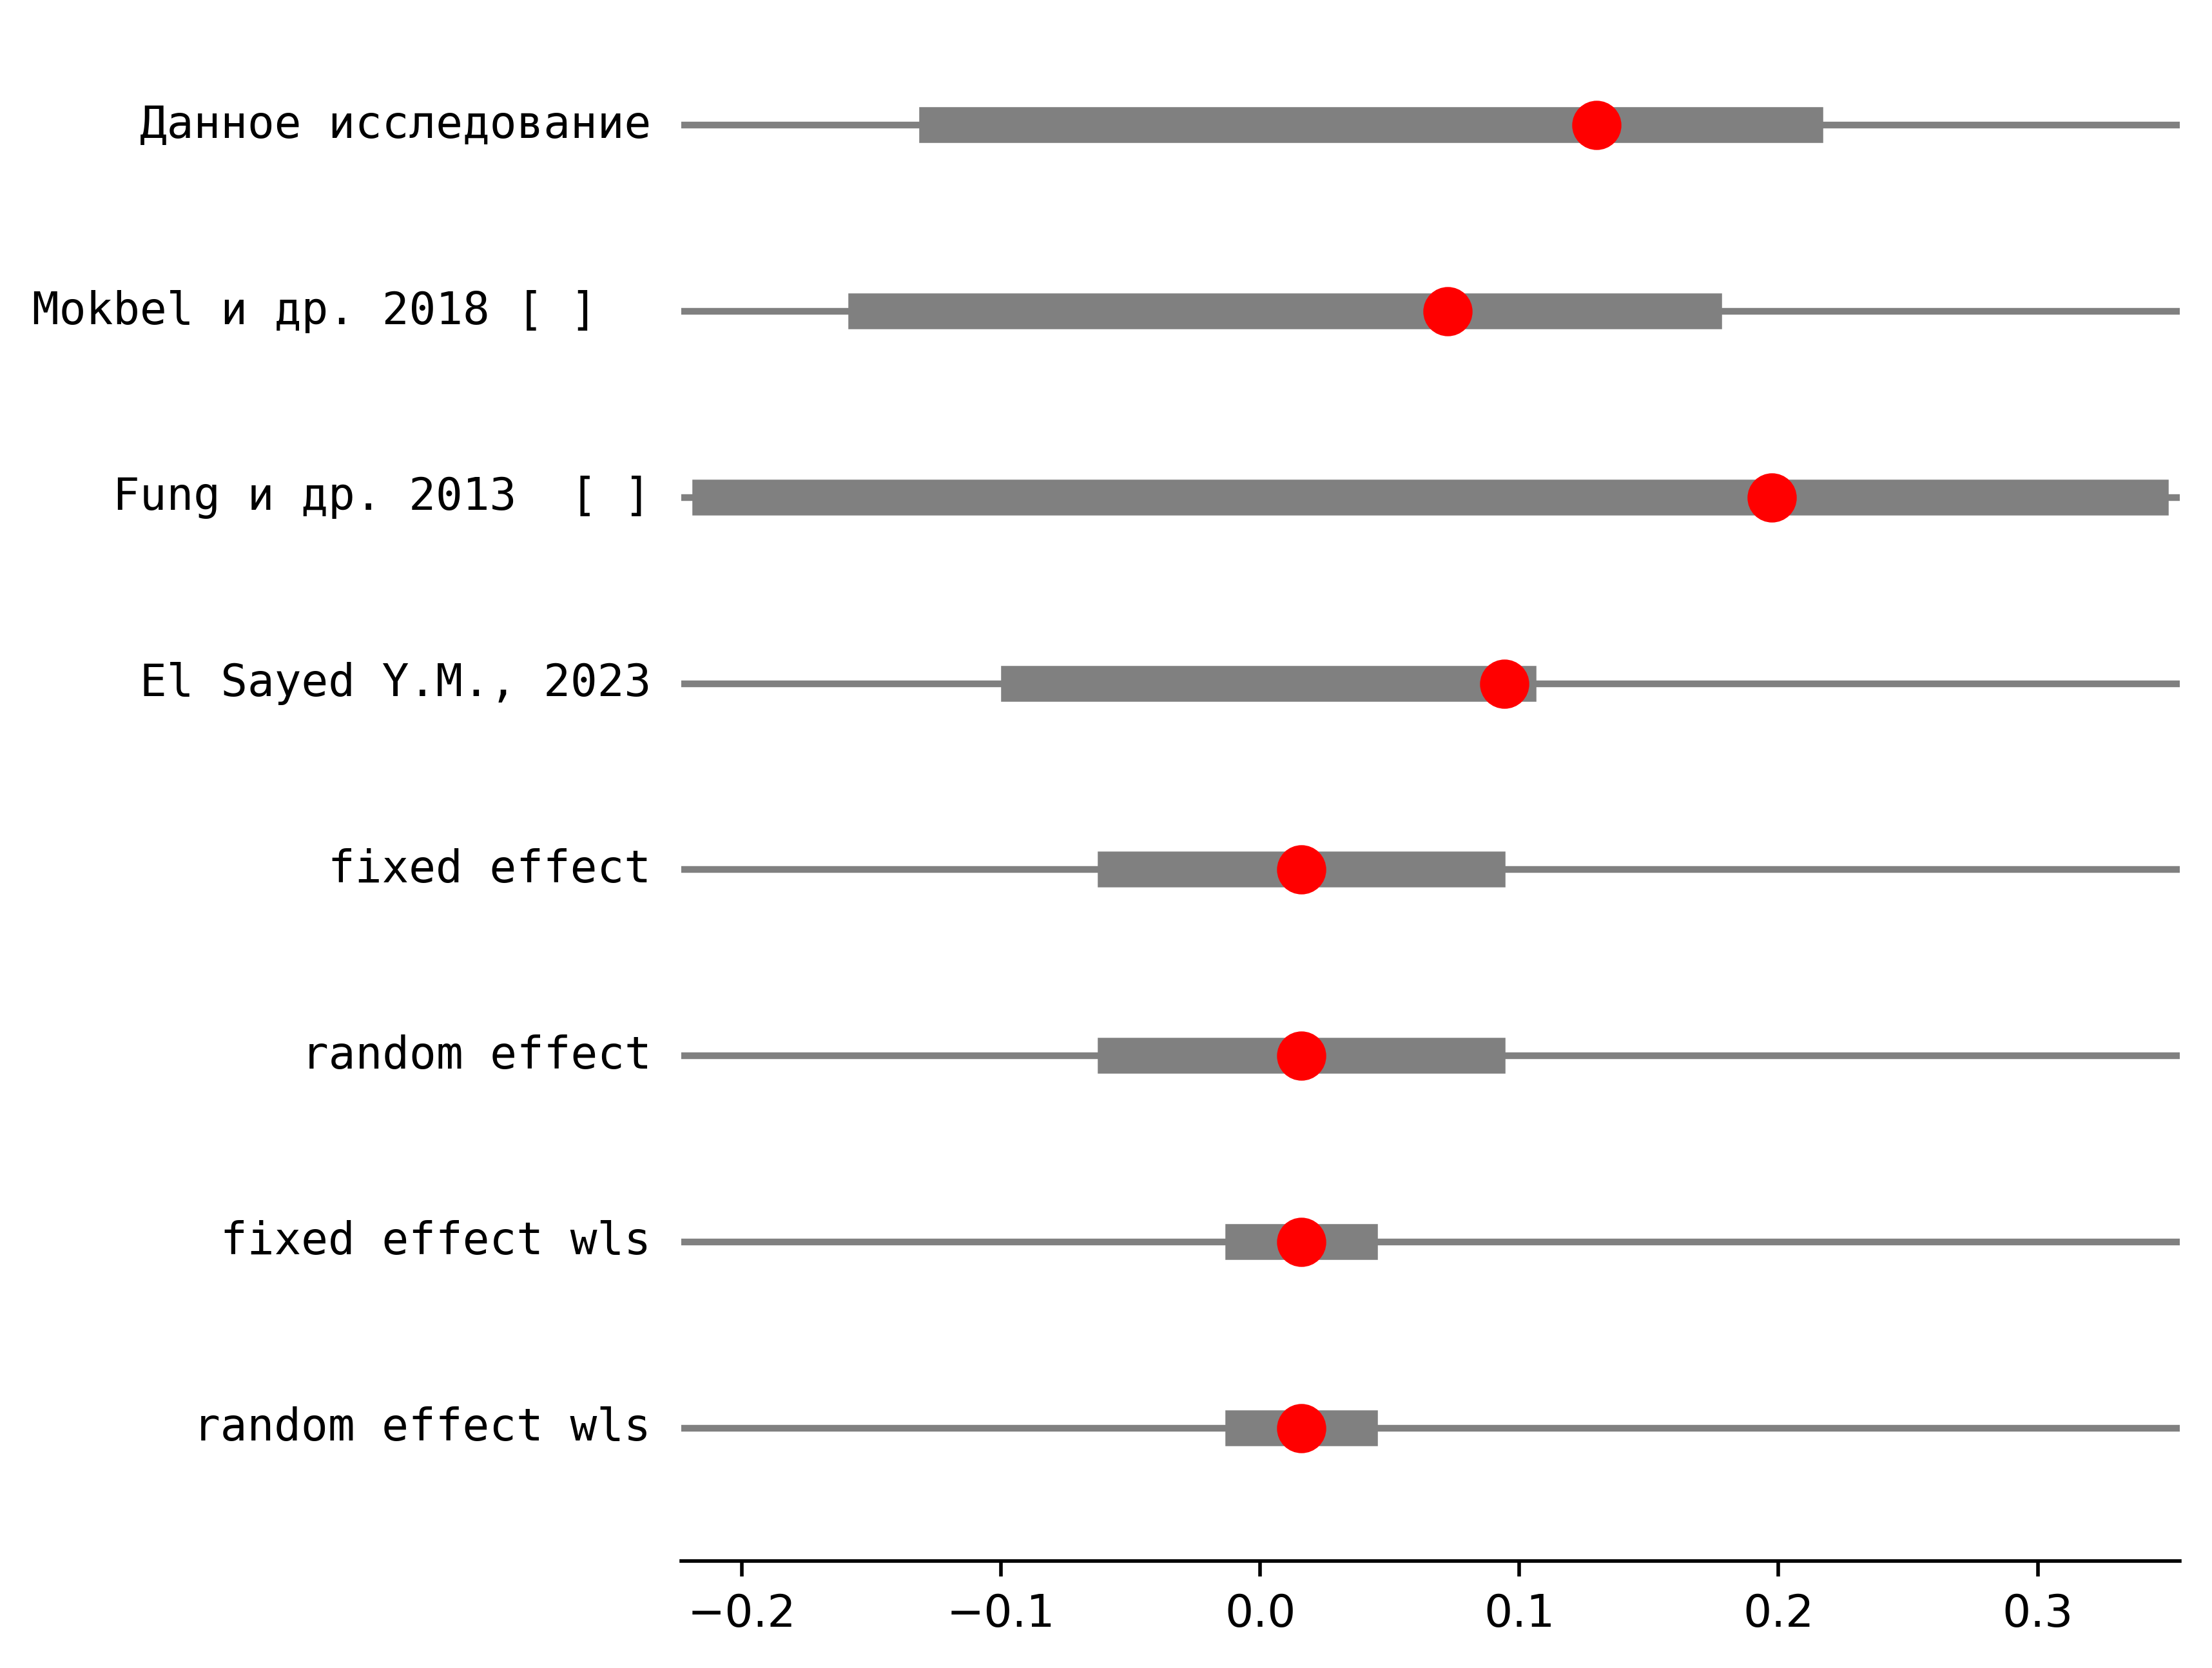 Данное исследование
Mokbel и др. 2018 [ ]
Fung и др. 2013  [ ]
El Sayed Y.M., 2023
fixed effect
random effect
fixed effect wls
random effect wls
−0.2 −0.1 0.0 0.1 0.2 0.3